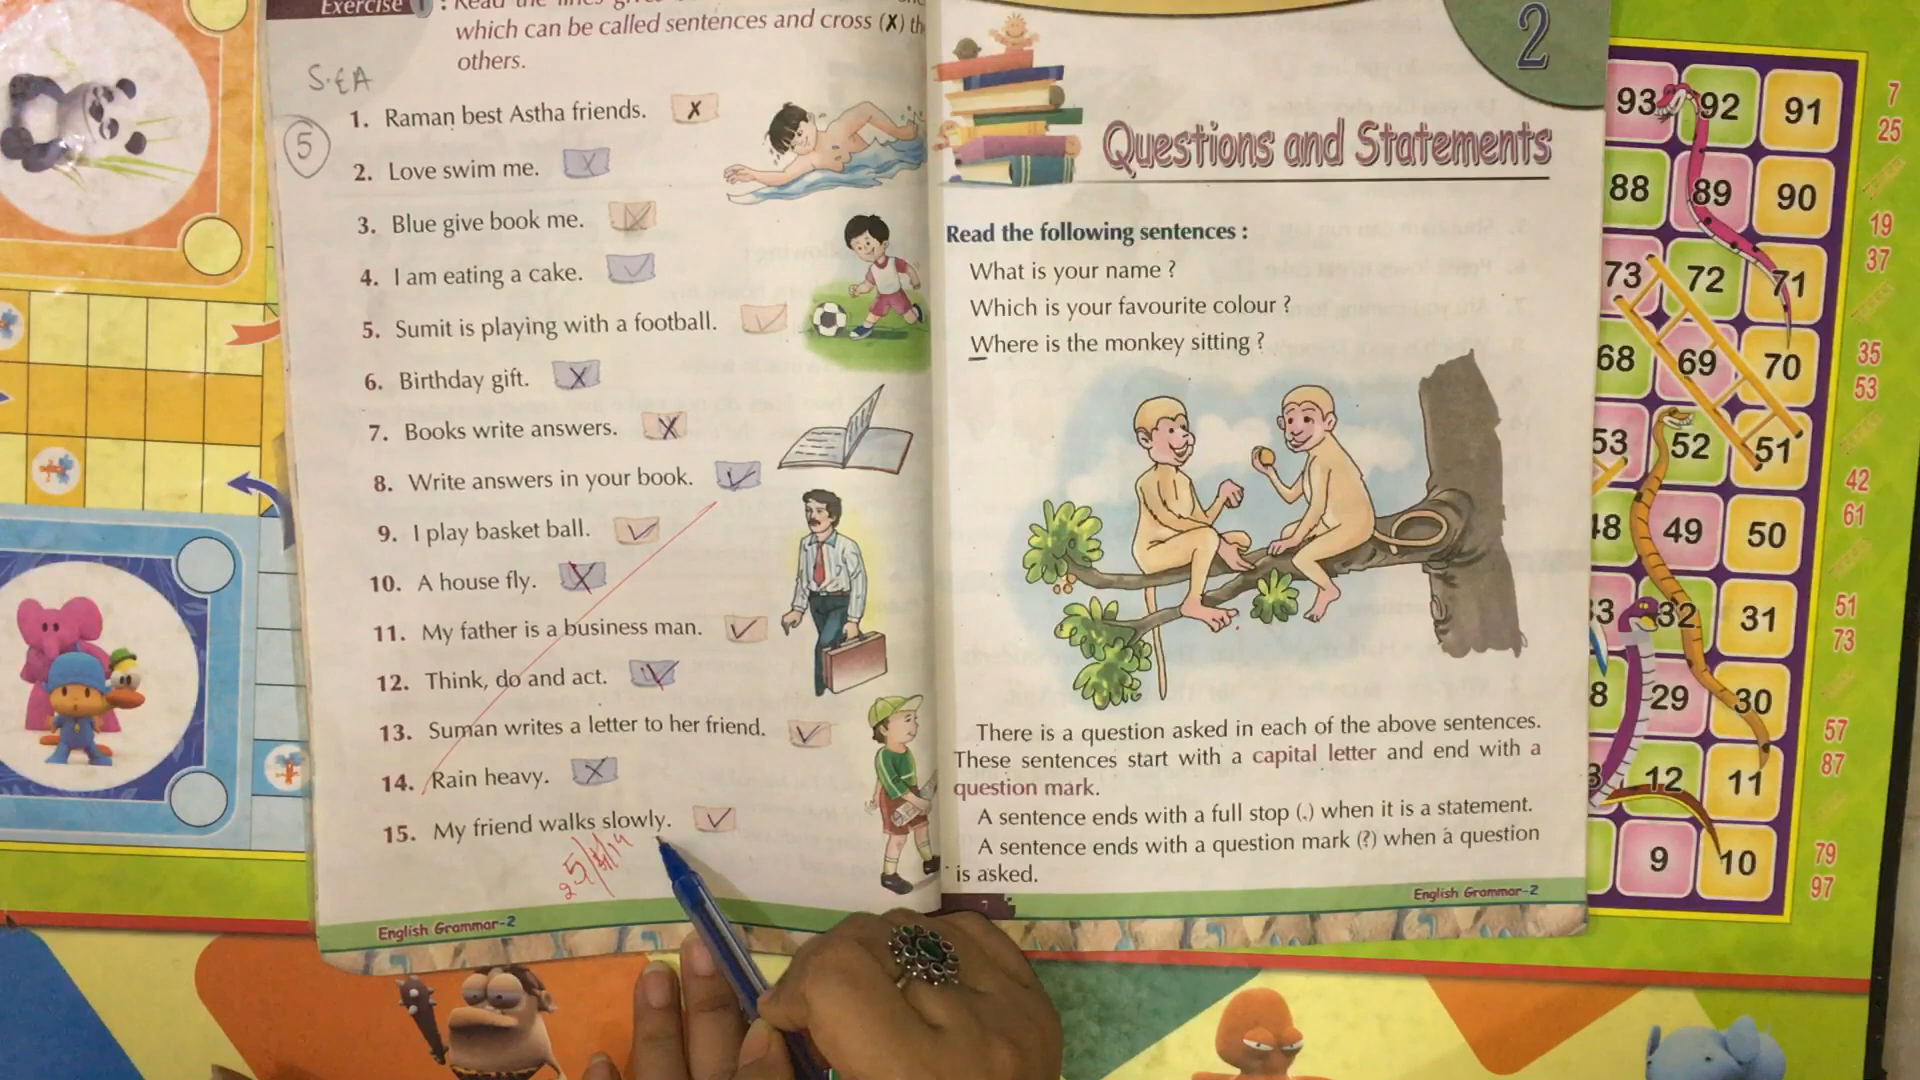 Exercise 1 :
which can be called sentences and cross (✗) th
others.
S.EA
5
1. Raman best Astha friends. ✗
2. Love swim me.
3. Blue give book me.
4. I am eating a cake. ✓
5. Sumit is playing with a football. ✓
6. Birthday gift. X
7. Books write answers. X
8. Write answers in your book. ✓
9. I play basket ball. ✓
10. A house fly. X
11. My father is a business man. ✓
12. Think, do and act. ✓
13. Suman writes a letter to her friend. ✓
14. Rain heavy. X
15. My friend walks slowly. ✓
English Grammar-2
2
Questions and Statements
Read the following sentences :
What is your name ?
Which is your favourite colour ?
Where is the monkey sitting ?
There is a question asked in each of the above sentences.
These sentences start with a capital letter and end with a
question mark.
A sentence ends with a full stop (.) when it is a statement.
A sentence ends with a question mark (?) when a question
is asked.
7
English Grammar-2
93 92 91
88 89 90
73 72 71
68 69 70
53 52 51
48 49 50
33 32 31
29 30
12 11
9 10
7
25
19
37
35
53
42
61
51
73
57
87
79
97